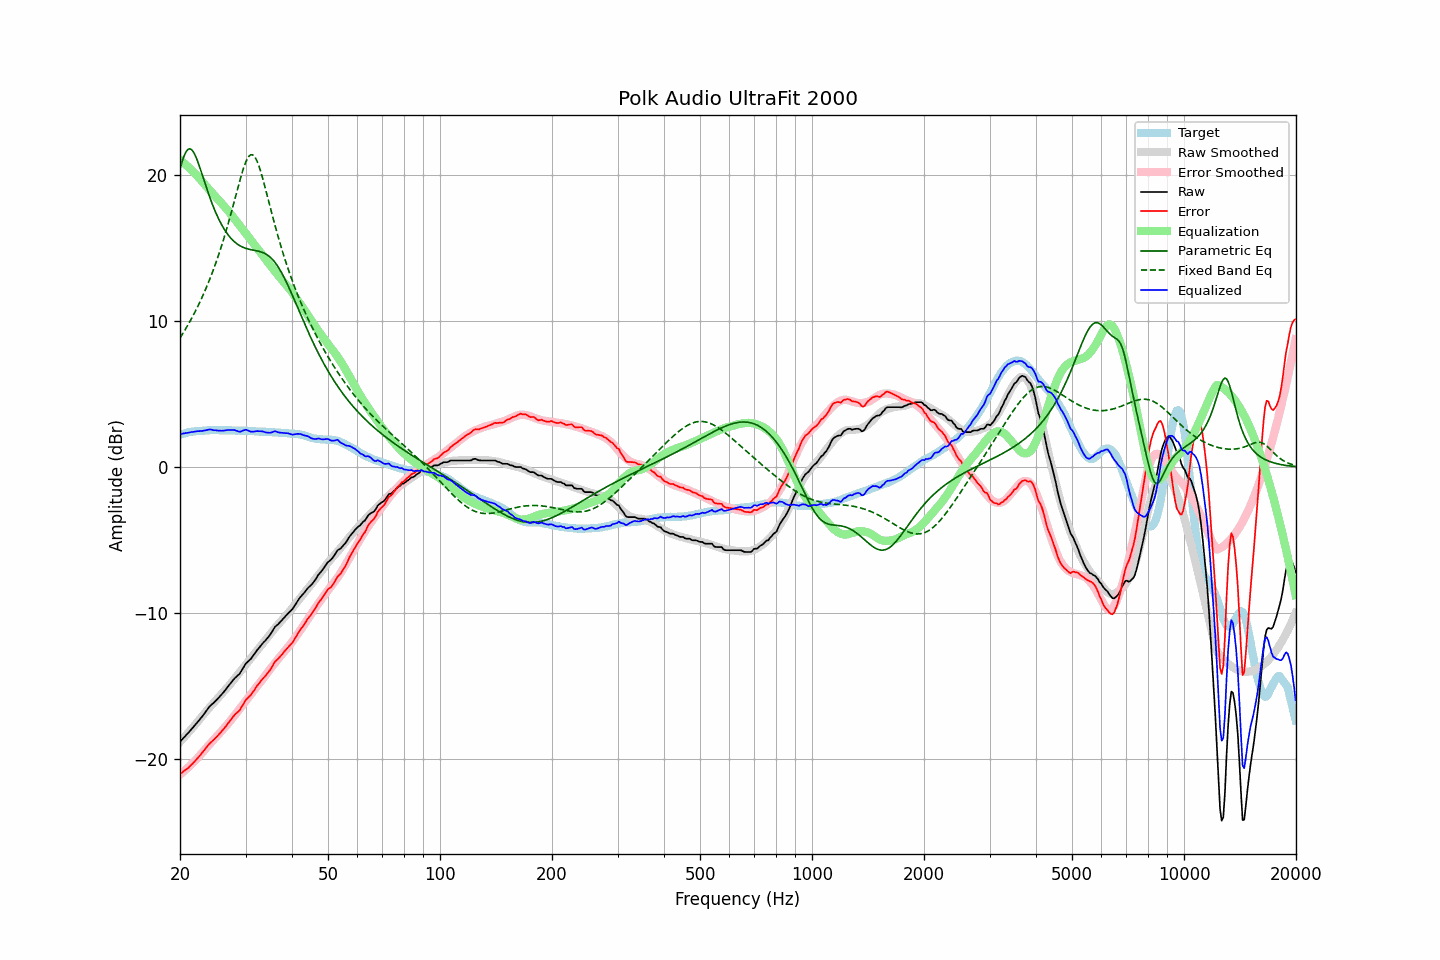 Polk Audio UltraFit 2000
Target
Raw Smoothed
Error Smoothed
Raw
Error
Equalization
Parametric Eq
Fixed Band Eq
Equalized
20
10
0
−10
−20
Amplitude (dBr)
20
50
100
200
500
1000
2000
5000
10000
20000
Frequency (Hz)